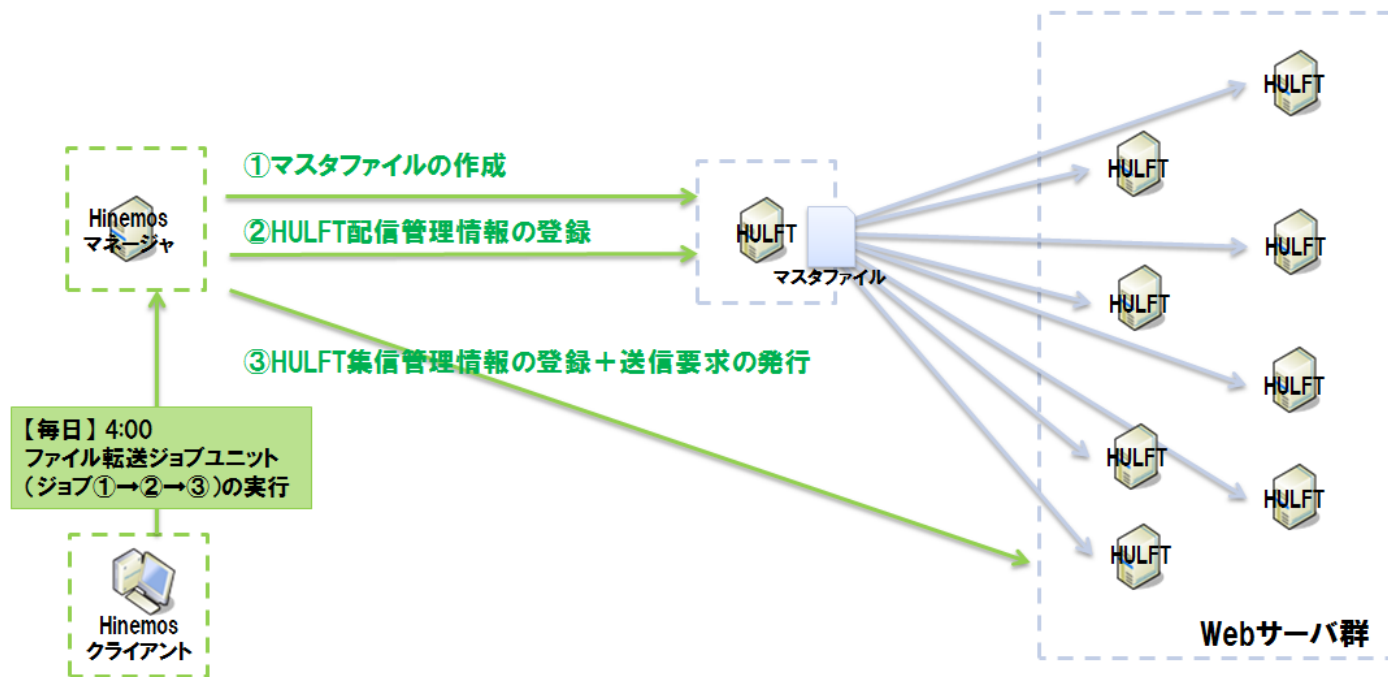 ①マスタファイルの作成
②HULFT配信管理情報の登録
③HULFT集信管理情報の登録＋送信要求の発行
Hinemos
マネージャ
【毎日】4:00
ファイル転送ジョブユニット
（ジョブ①→②→③）の実行
Hinemos
クライアント
HULFT
マスタファイル
HULFT
HULFT
HULFT
HULFT
HULFT
HULFT
HULFT
HULFT
Webサーバ群